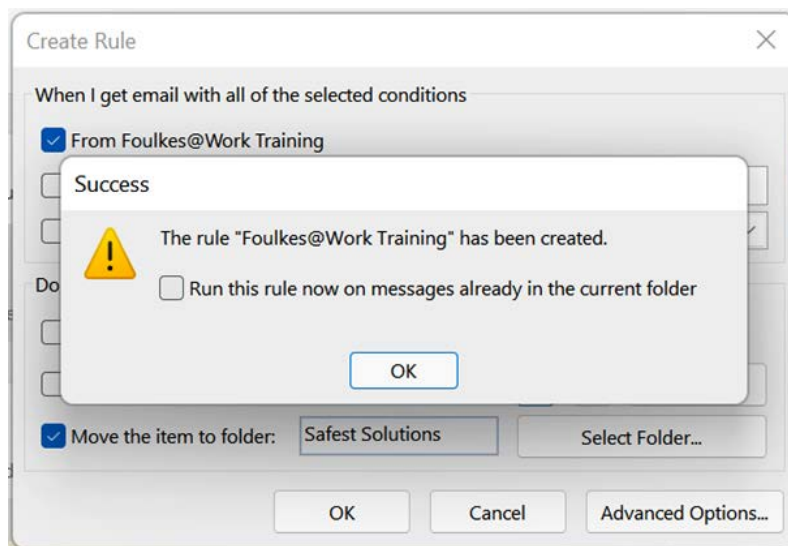 Create Rule
When I get email with all of the selected conditions
From Foulkes@Work Training
Success
The rule "Foulkes@Work Training" has been created.
Do
Run this rule now on messages already in the current folder
OK
Move the item to folder:
Safest Solutions
Select Folder...
OK
Cancel
Advanced Options...